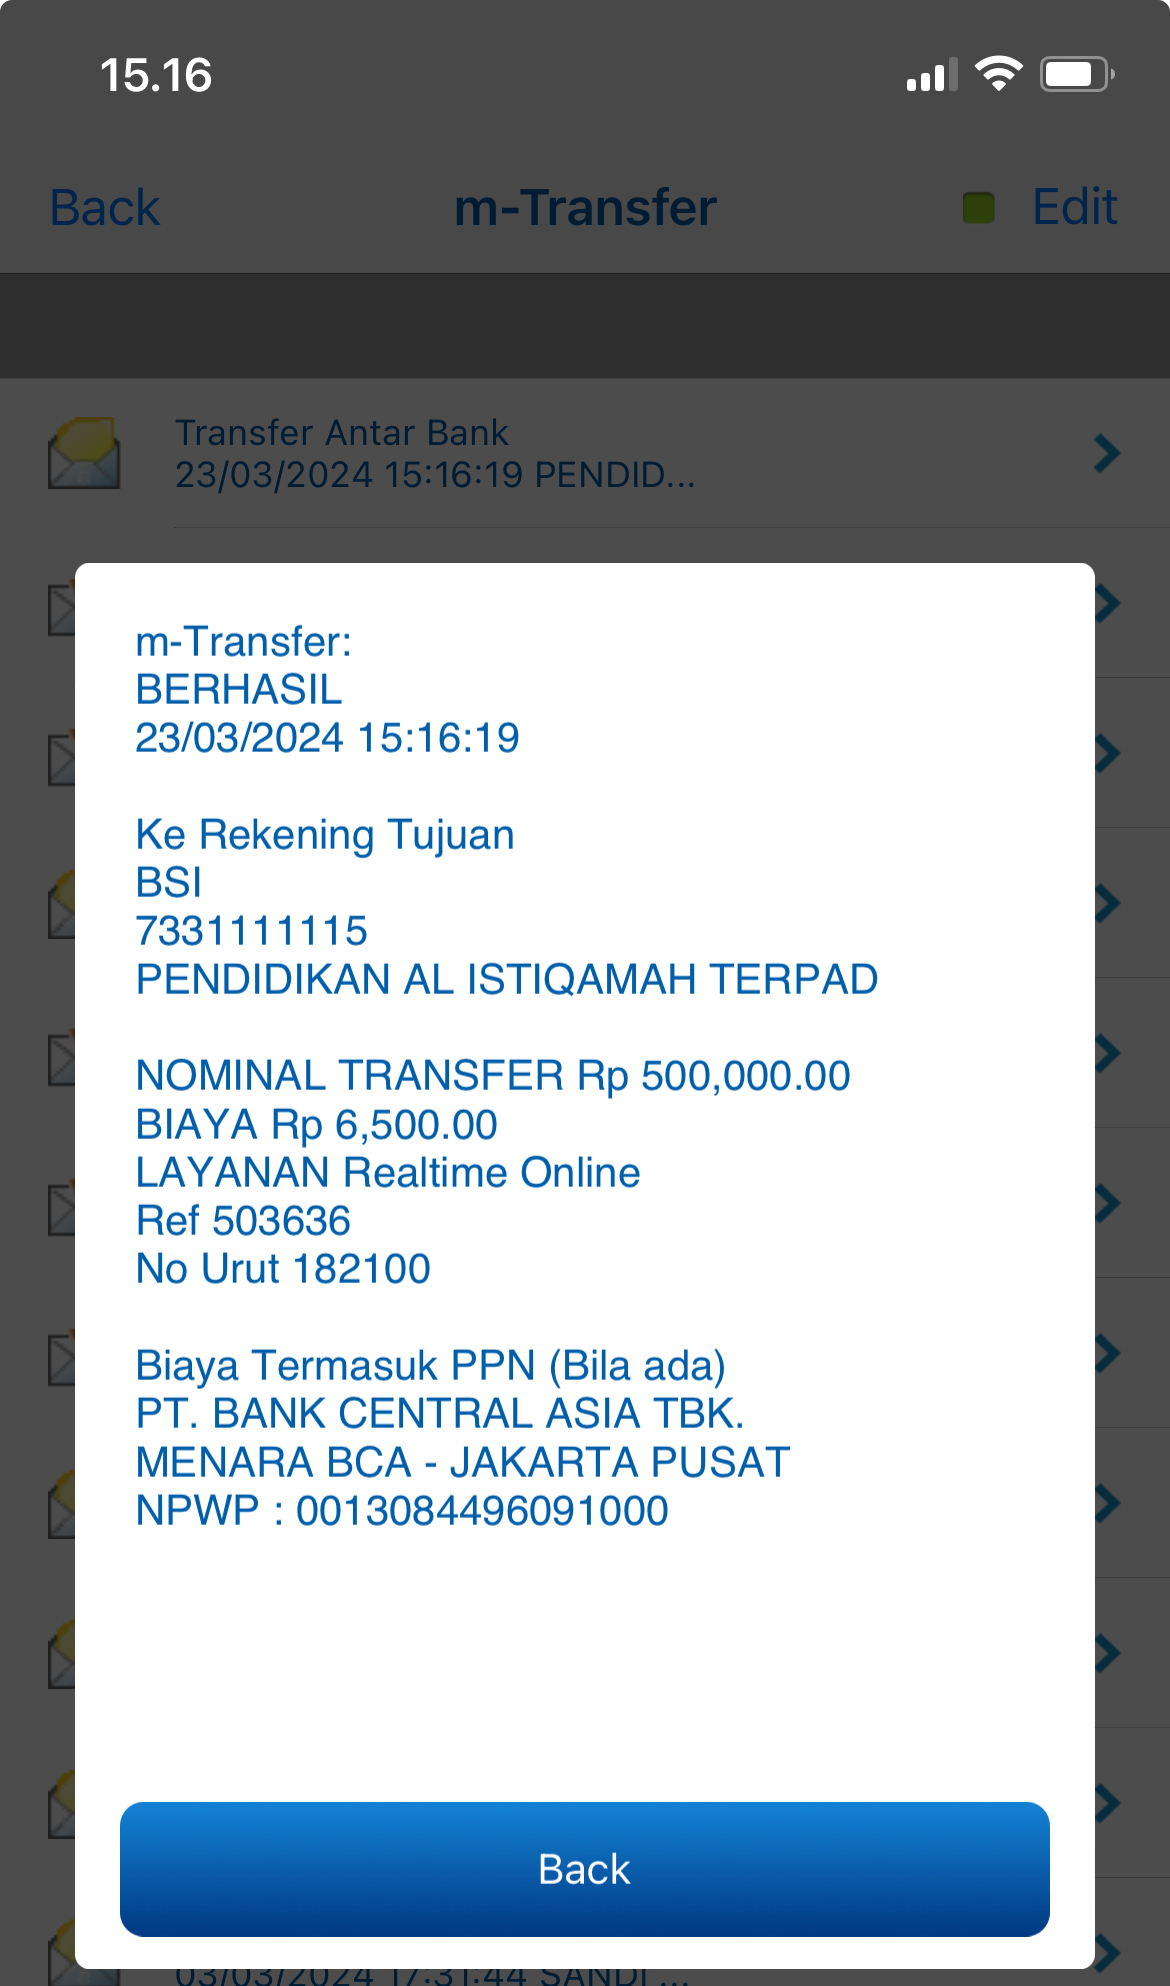 15.16
Back
m-Transfer
Edit
Transfer Antar Bank
23/03/2024 15:16:19 PENDID...
m-Transfer:
BERHASIL
23/03/2024 15:16:19
Ke Rekening Tujuan
BSI
7331111115
PENDIDIKAN AL ISTIQAMAH TERPAD
NOMINAL TRANSFER Rp 500,000.00
BIAYA Rp 6,500.00
LAYANAN Realtime Online
Ref 503636
No Urut 182100
Biaya Termasuk PPN (Bila ada)
PT. BANK CENTRAL ASIA TBK.
MENARA BCA - JAKARTA PUSAT
NPWP : 0013084496091000
Back
03/03/2024 17:31:44 SANDI ...